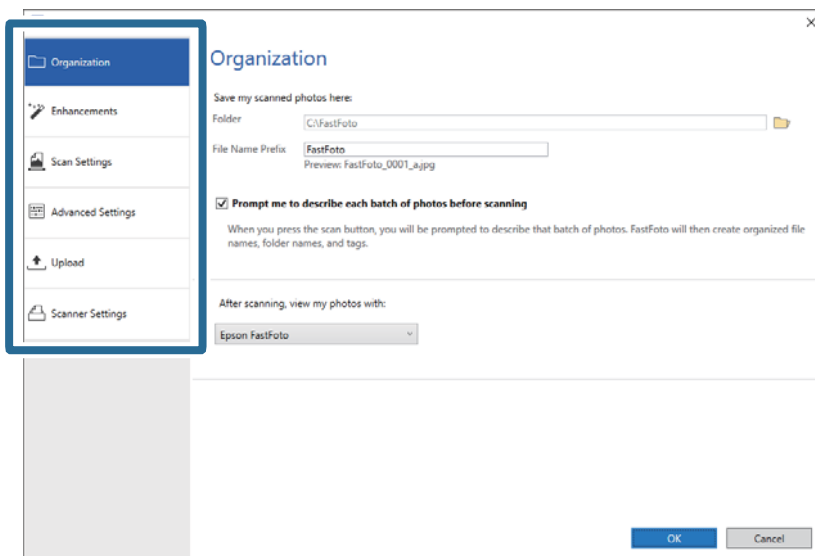 Organization
Enhancements
Scan Settings
Advanced Settings
Upload
Scanner Settings
Organization
Save my scanned photos here:
Folder
C:\FastFoto
File Name Prefix
FastFoto
Preview: FastFoto_0001_a.jpg
Prompt me to describe each batch of photos before scanning
When you press the scan button, you will be prompted to describe that batch of photos. FastFoto will then create organized file
names, folder names, and tags.
After scanning, view my photos with:
Epson FastFoto
OK
Cancel